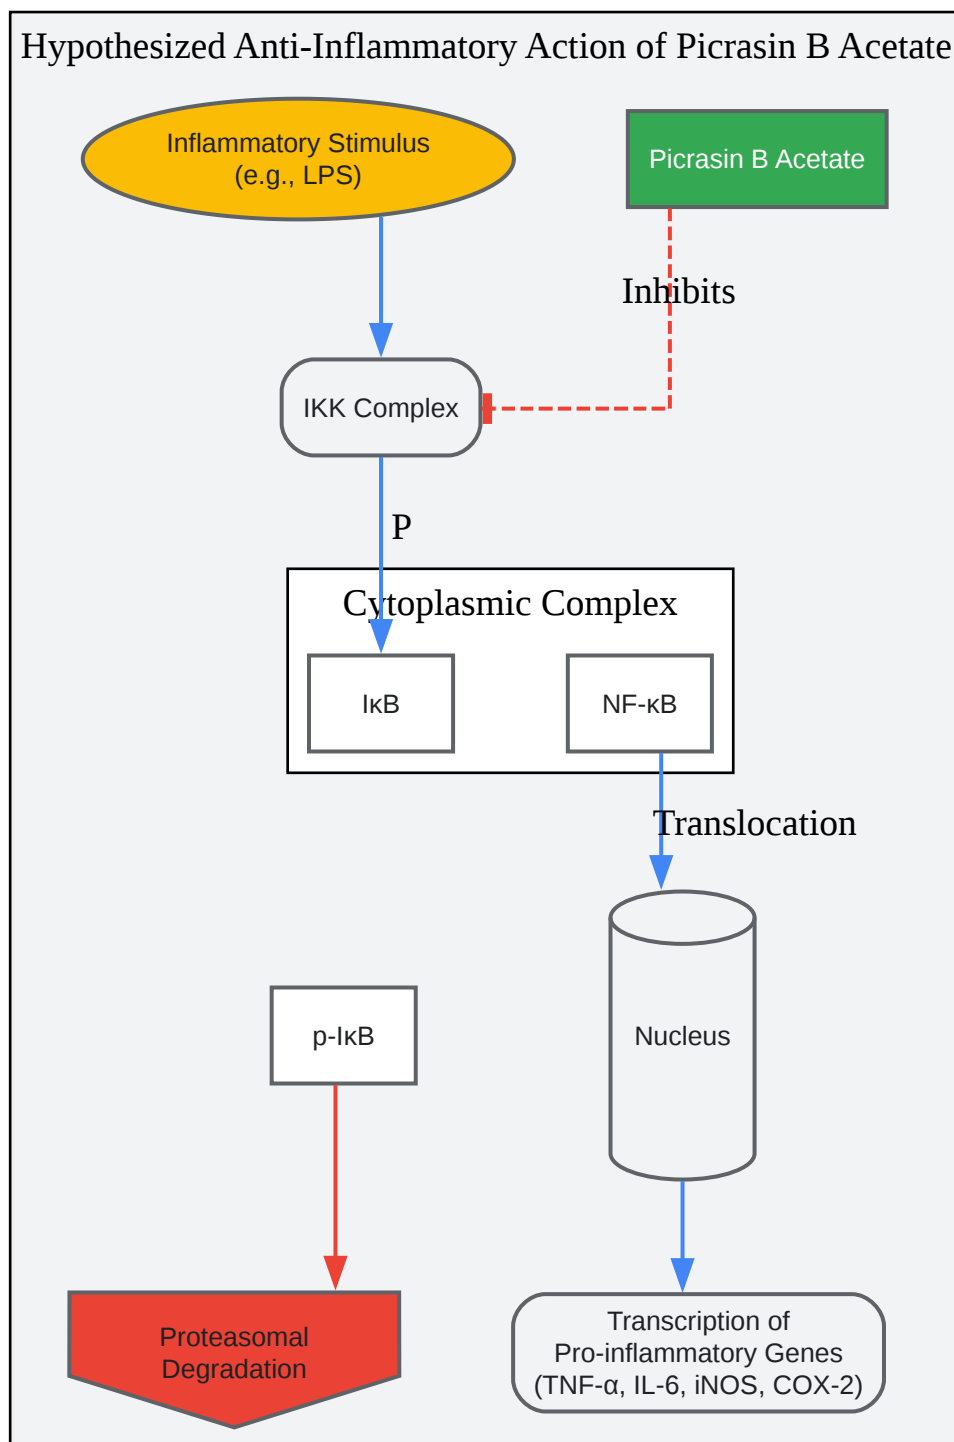 Hypothesized Anti-Inflammatory Action of Picrasin B Acetate
Inflammatory Stimulus
(e.g., LPS)
Picrasin B Acetate
Inhibits
IKK Complex
P
Cytoplasmic Complex
IκB
NF-κB
Translocation
p-IκB
Nucleus
Proteasomal
Degradation
Transcription of
Pro-inflammatory Genes
(TNF-α, IL-6, iNOS, COX-2)